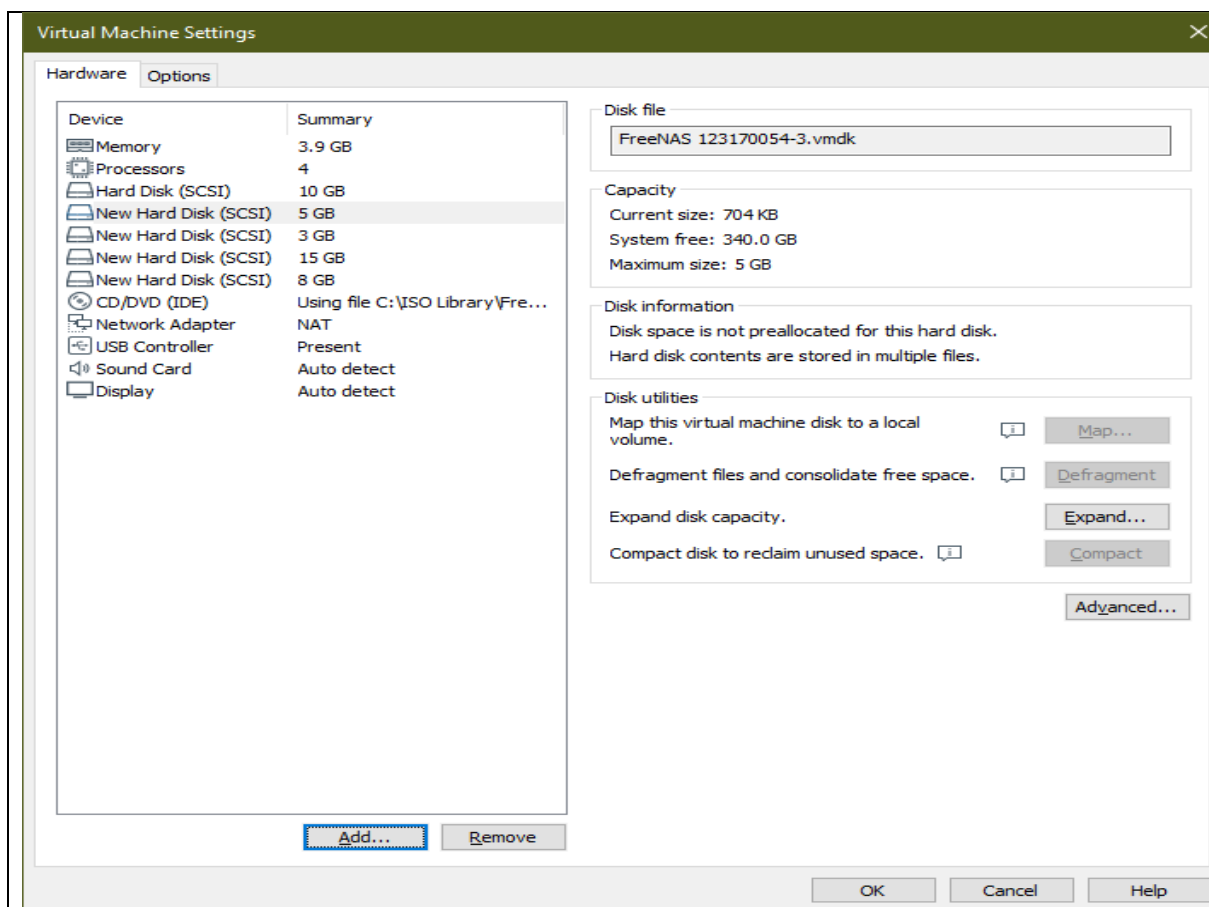 Virtual Machine Settings
Hardware Options
Device Summary
Memory 3.9 GB
Processors 4
Hard Disk (SCSI) 10 GB
New Hard Disk (SCSI) 5 GB
New Hard Disk (SCSI) 3 GB
New Hard Disk (SCSI) 15 GB
New Hard Disk (SCSI) 8 GB
CD/DVD (IDE) Using file C:\ISO Library\Fre...
Network Adapter NAT
USB Controller Present
Sound Card Auto detect
Display Auto detect
Add... Remove
Disk file
FreeNAS 123170054-3.vmdk
Capacity
Current size: 704 KB
System free: 340.0 GB
Maximum size: 5 GB
Disk information
Disk space is not preallocated for this hard disk.
Hard disk contents are stored in multiple files.
Disk utilities
Map this virtual machine disk to a local
volume.
Map...
Defragment files and consolidate free space. Defragment
Expand disk capacity. Expand...
Compact disk to reclaim unused space. Compact
Advanced...
OK Cancel Help